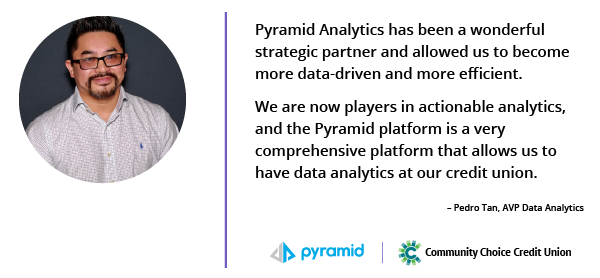 Pyramid Analytics has been a wonderful
strategic partner and allowed us to become
more data-driven and more efficient.
We are now players in actionable analytics,
and the Pyramid platform is a very
comprehensive platform that allows us to
have data analytics at our credit union.
– Pedro Tan, AVP Data Analytics
pyramid
Community Choice Credit Union